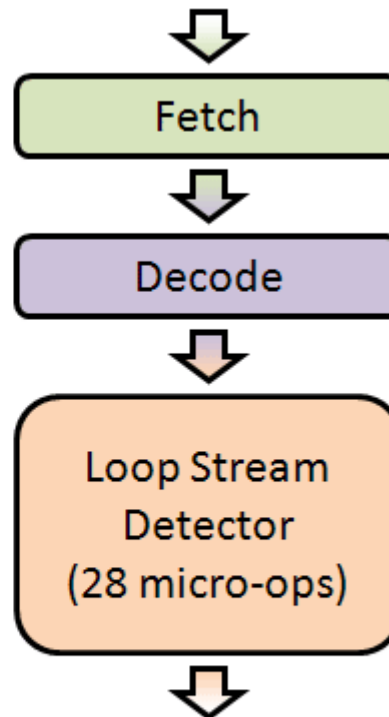 Fetch
Decode
Loop Stream
Detector
(28 micro-ops)